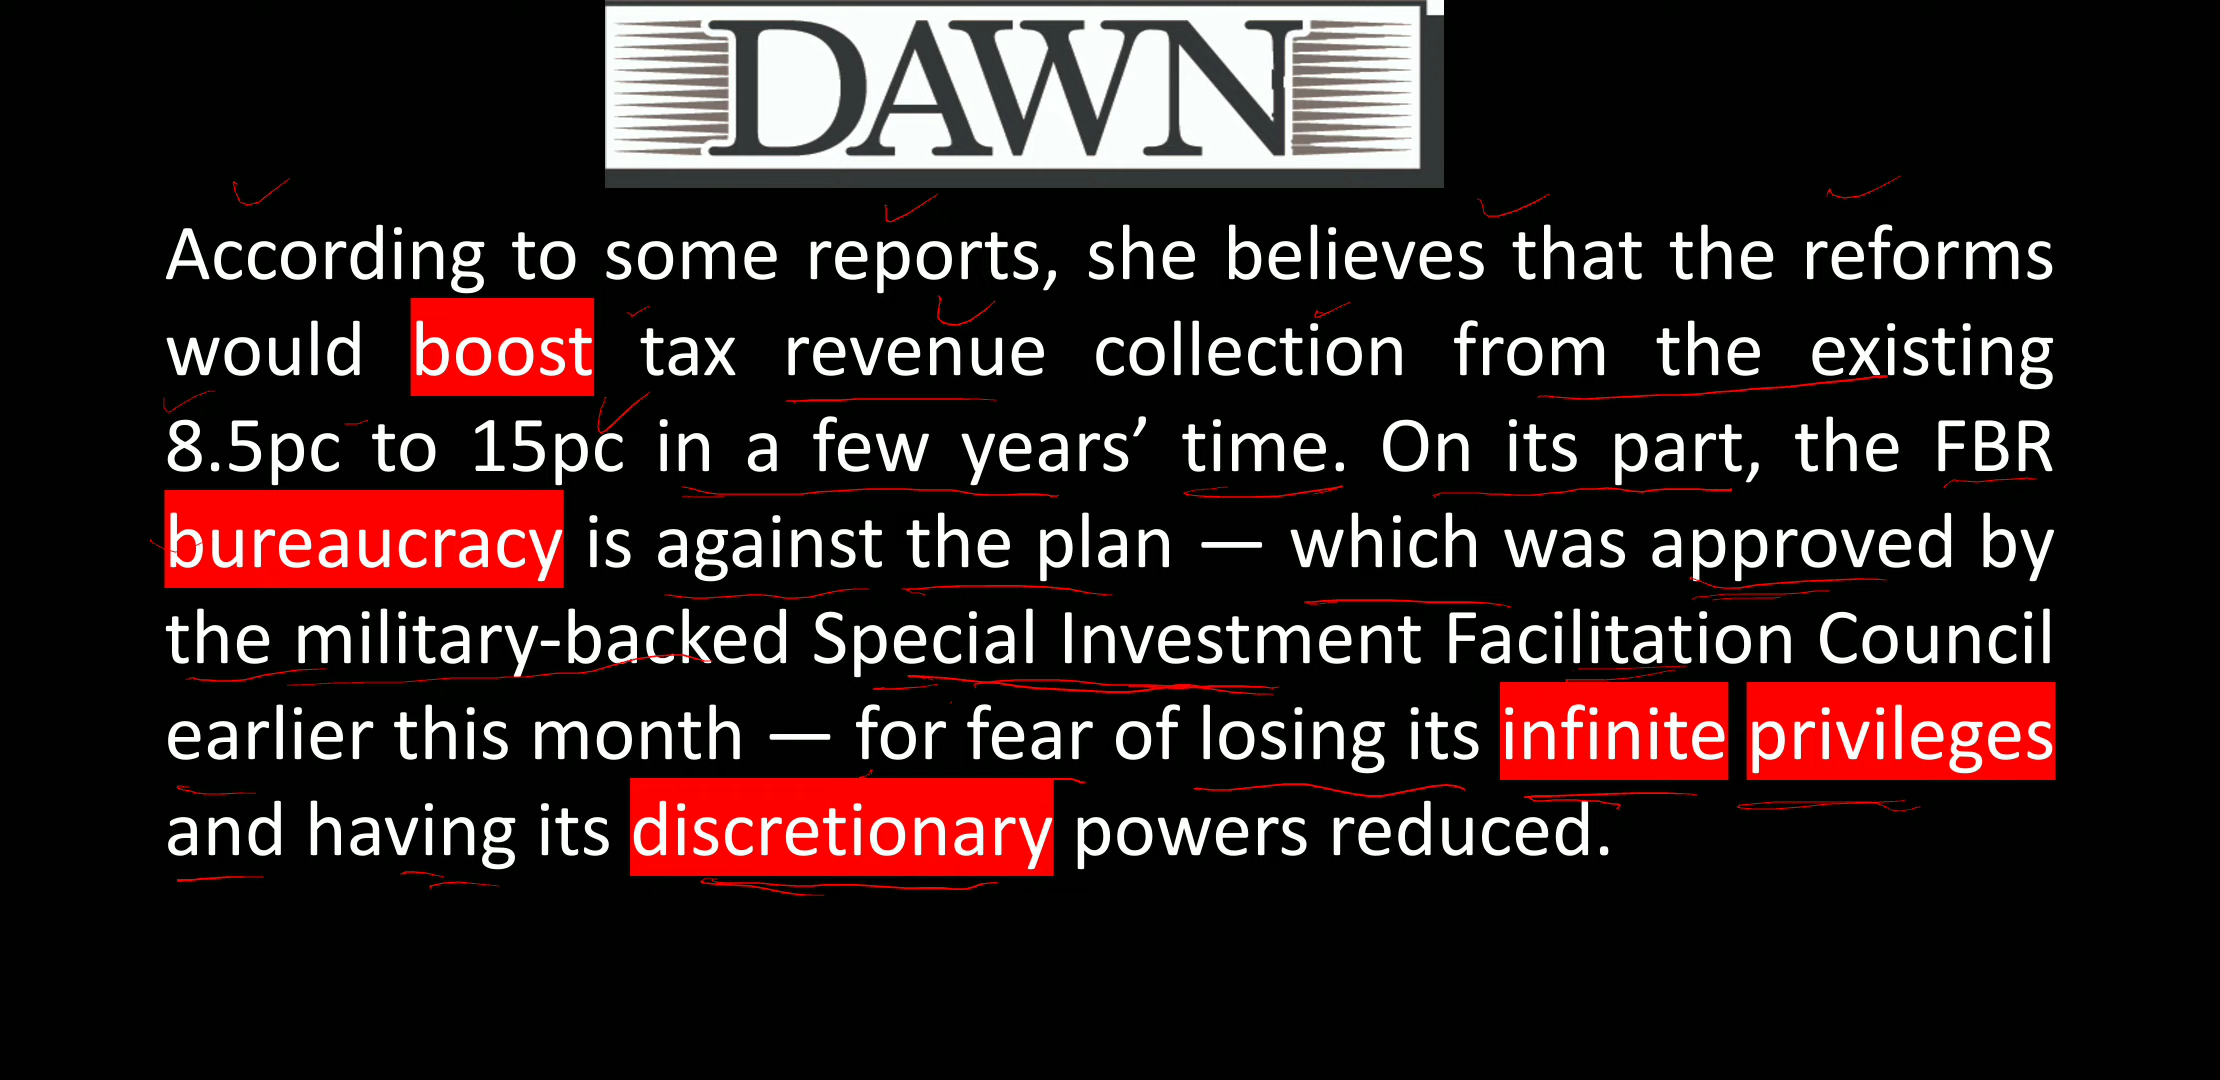 DAWN
According to some reports, she believes that the reforms
would boost tax revenue collection from the existing
8.5pc to 15pc in a few years’ time. On its part, the FBR
bureaucracy is against the plan — which was approved by
the military-backed Special Investment Facilitation Council
earlier this month — for fear of losing its infinite privileges
and having its discretionary powers reduced.